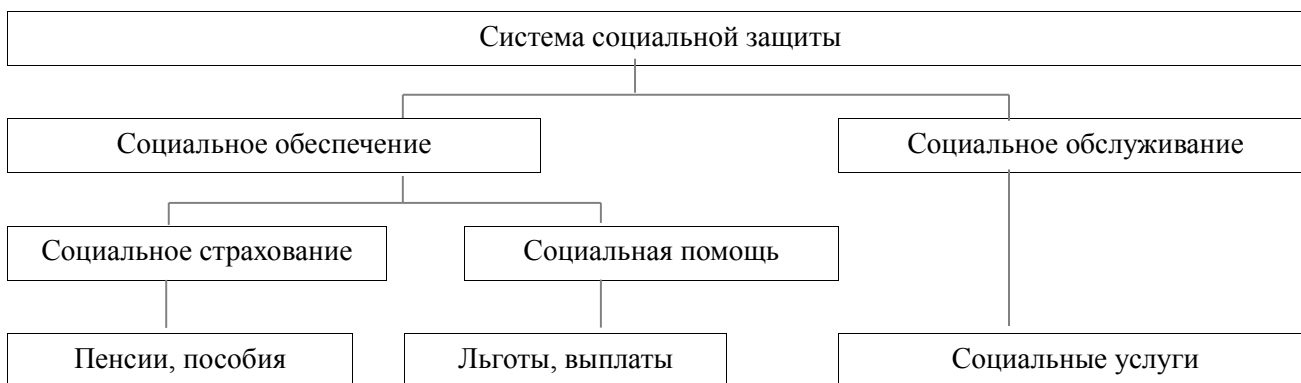 Система социальной защиты
Социальное обеспечение
Социальное обслуживание
Социальное страхование
Социальная помощь
Пенсии, пособия
Льготы, выплаты
Социальные услуги